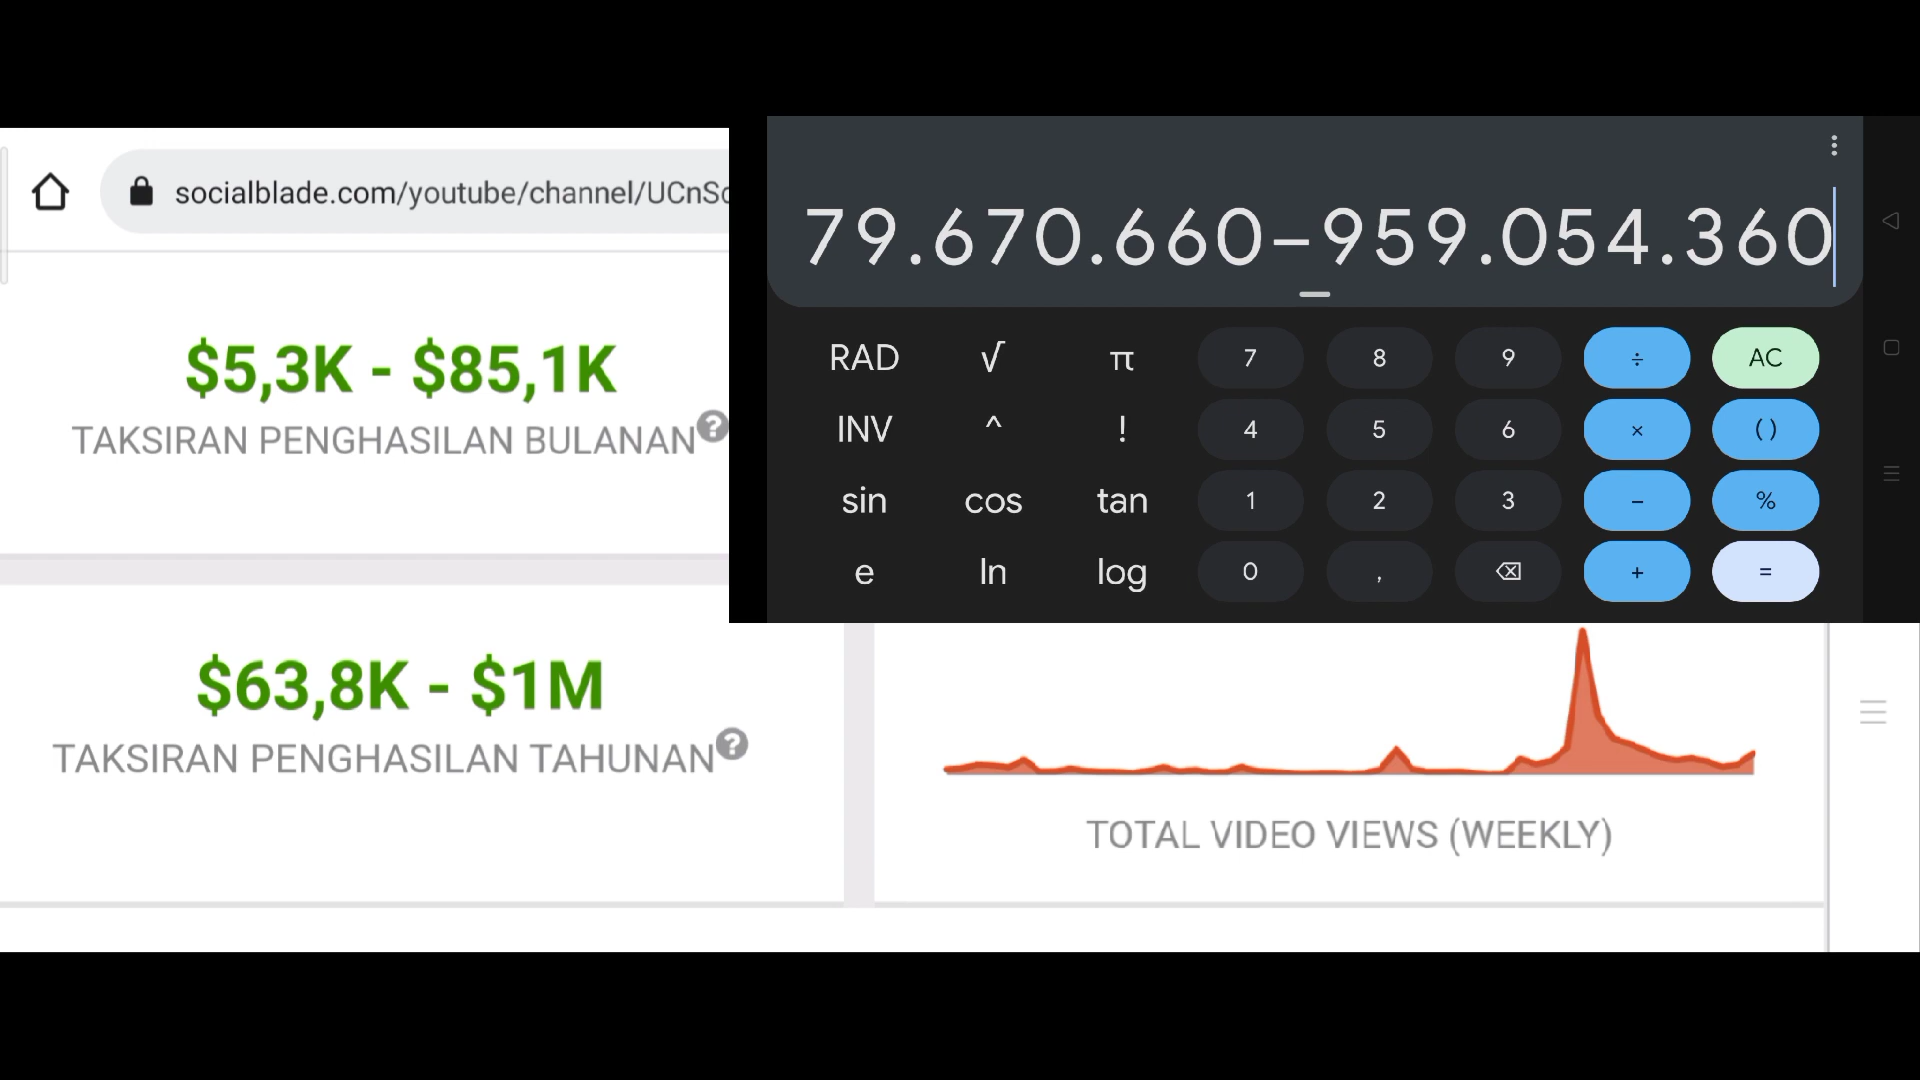 socialblade.com/youtube/channel/UCnSc
$5,3K - $85,1K
TAKSIRAN PENGHASILAN BULANAN
?
$63,8K - $1M
TAKSIRAN PENGHASILAN TAHUNAN
?
79.670.660–959.054.360
RAD √ π 7 8 9 ÷ AC
INV ^ ! 4 5 6 × ( )
sin cos tan 1 2 3 − %
e ln log 0 , + =
TOTAL VIDEO VIEWS (WEEKLY)